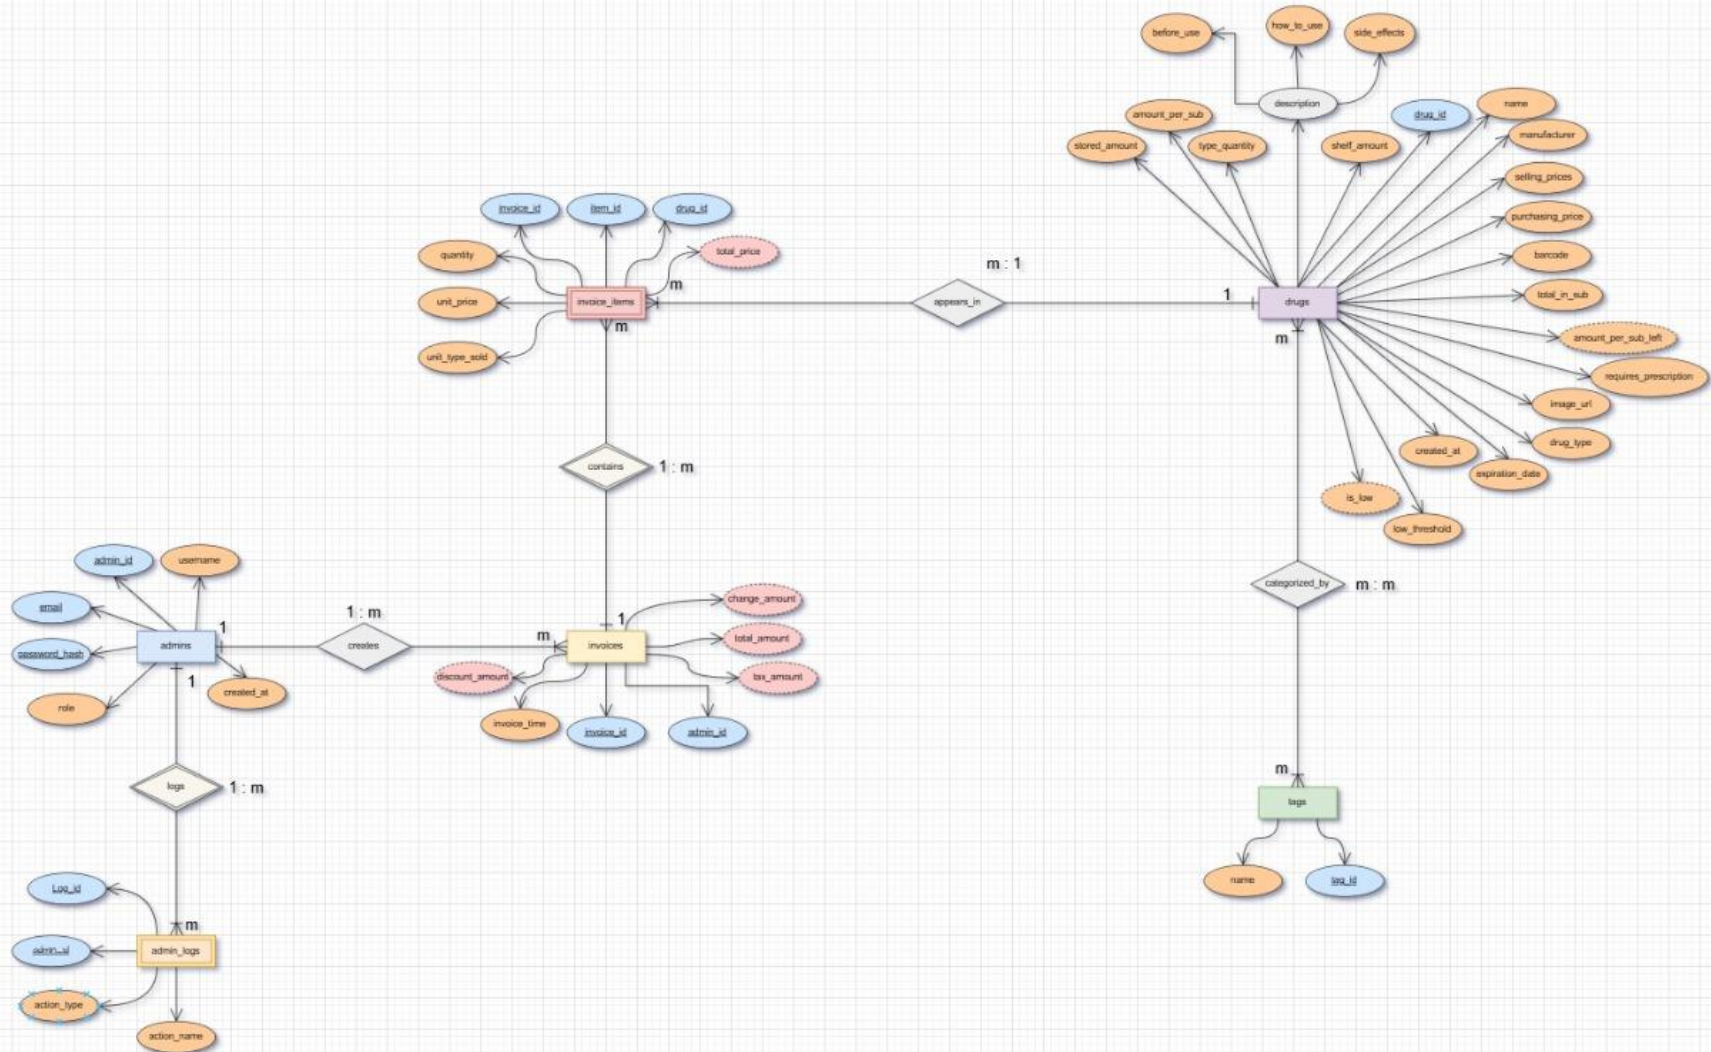 how_to_use
before_use
side_effects
description
name
amount_per_sub
drug_id
manufacturer
stored_amount
type_quantity
shelf_amount
selling_prices
invoice_id
item_id
drug_id
purchasing_price
quantity
total_price
barcode
m : 1
m
1
total_in_sub
unit_price
invoice_items
appears_in
drugs
m
m
amount_per_sub_left
unit_type_sold
requires_prescription
image_url
drug_type
created_at
contains
1 : m
expiration_date
is_low
low_threshold
admin_id
username
categorized_by
m : m
change_amount
email
1 : m
1
1
m
total_amount
admins
creates
invoices
password_hash
discount_amount
tax_amount
1
created_at
role
invoice_time
invoice_id
admin_id
m
logs
1 : m
tags
name
tag_id
Log_id
m
admin_logs
action_type
action_name